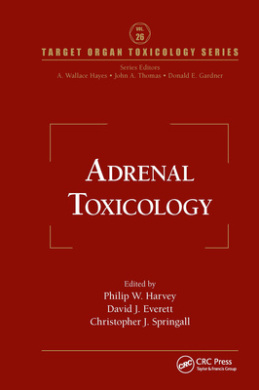 VOL.
26
TARGET ORGAN TOXICOLOGY SERIES
Series Editors
A. Wallace Hayes • John A. Thomas • Donald E. Gardner
ADRENAL
TOXICOLOGY
Edited by
Philip W. Harvey
David J. Everett
Christopher J. Springall
CRC Press
Taylor & Francis Group